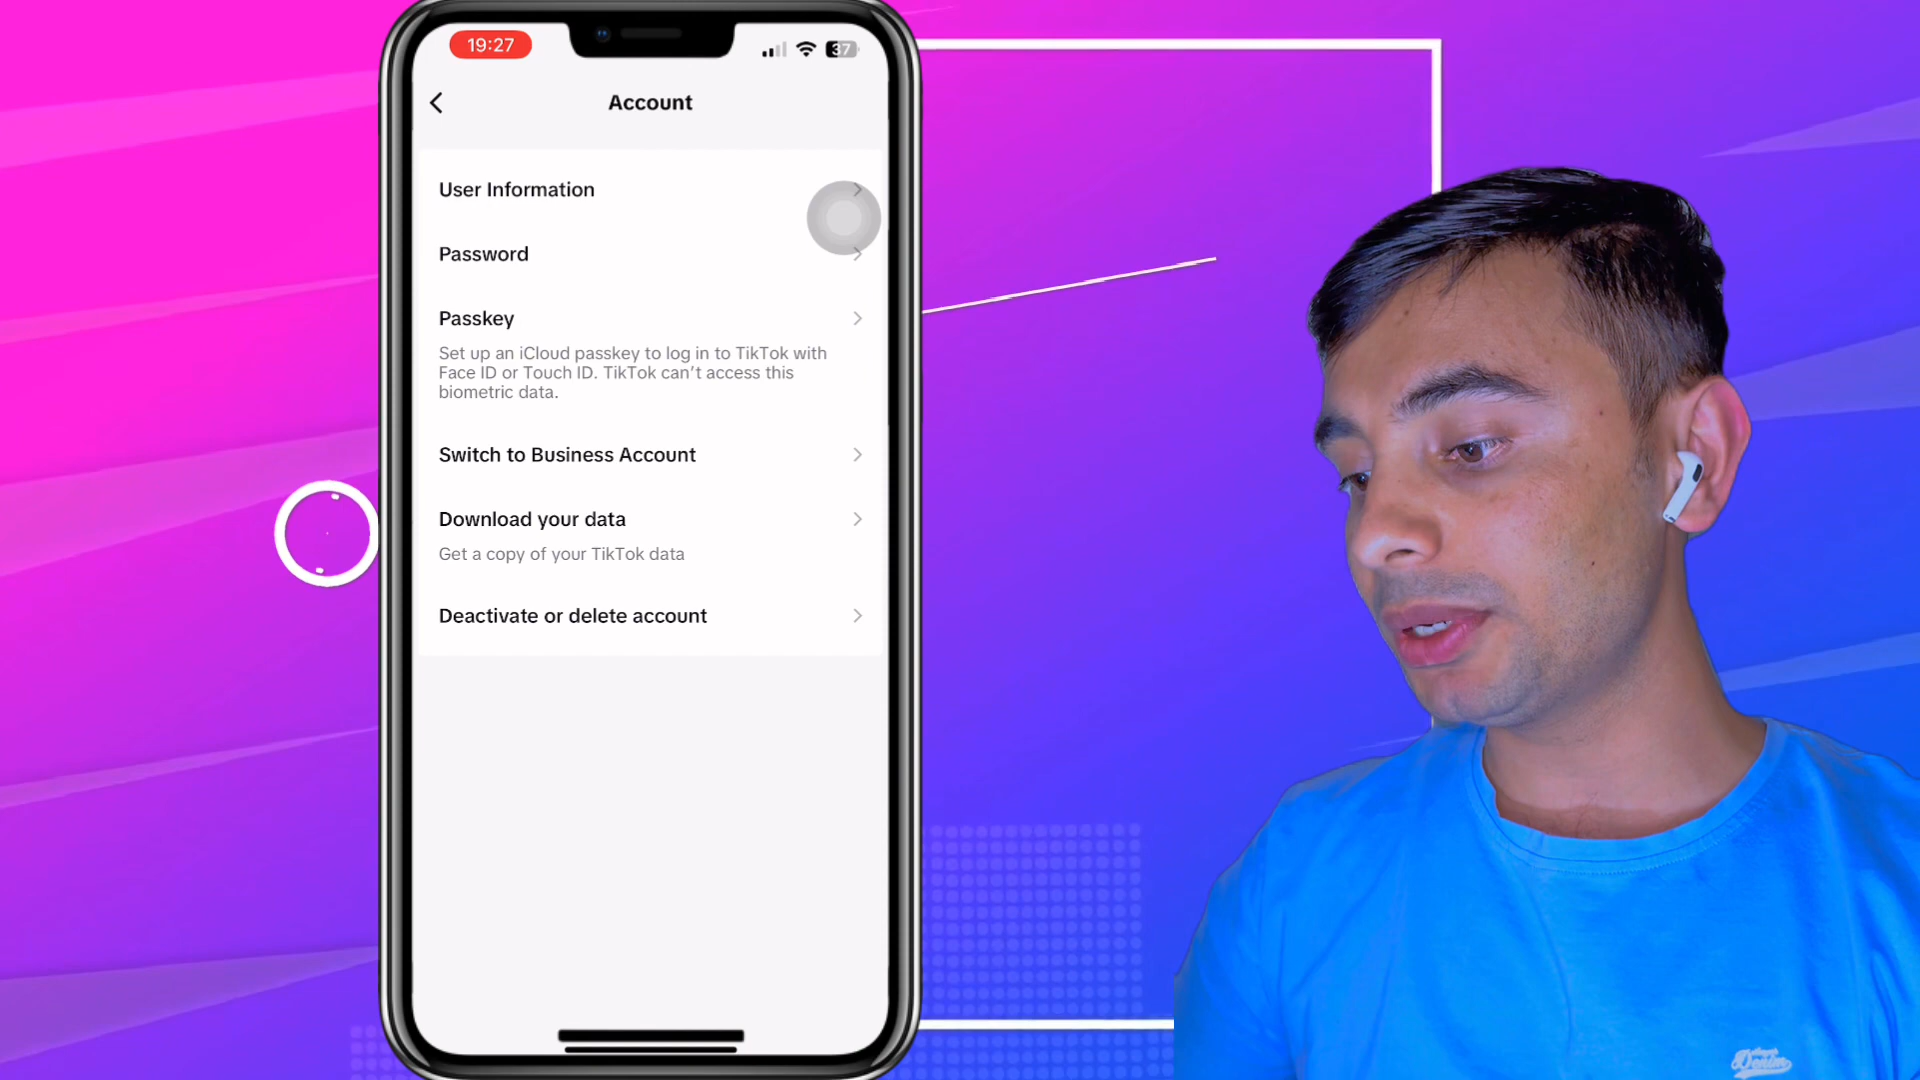 19:27
37
Account
User Information
Password
Passkey
Set up an iCloud passkey to log in to TikTok with
Face ID or Touch ID. TikTok can't access this
biometric data.
Switch to Business Account
Download your data
Get a copy of your TikTok data
Deactivate or delete account
Denim